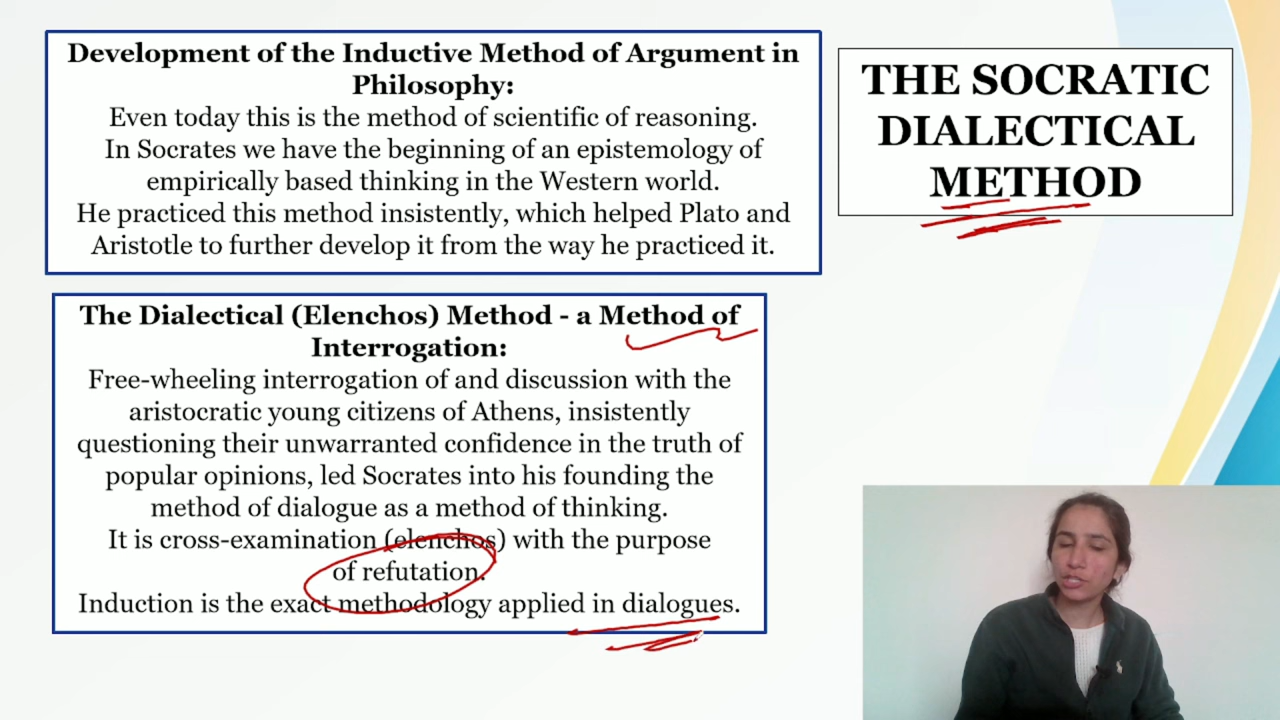 Development of the Inductive Method of Argument in
Philosophy:
Even today this is the method of scientific of reasoning.
In Socrates we have the beginning of an epistemology of
empirically based thinking in the Western world.
He practiced this method insistently, which helped Plato and
Aristotle to further develop it from the way he practiced it.
THE SOCRATIC
DIALECTICAL
METHOD
The Dialectical (Elenchos) Method - a Method of
Interrogation:
Free-wheeling interrogation of and discussion with the
aristocratic young citizens of Athens, insistently
questioning their unwarranted confidence in the truth of
popular opinions, led Socrates into his founding the
method of dialogue as a method of thinking.
It is cross-examination (elenchos) with the purpose
of refutation.
Induction is the exact methodology applied in dialogues.